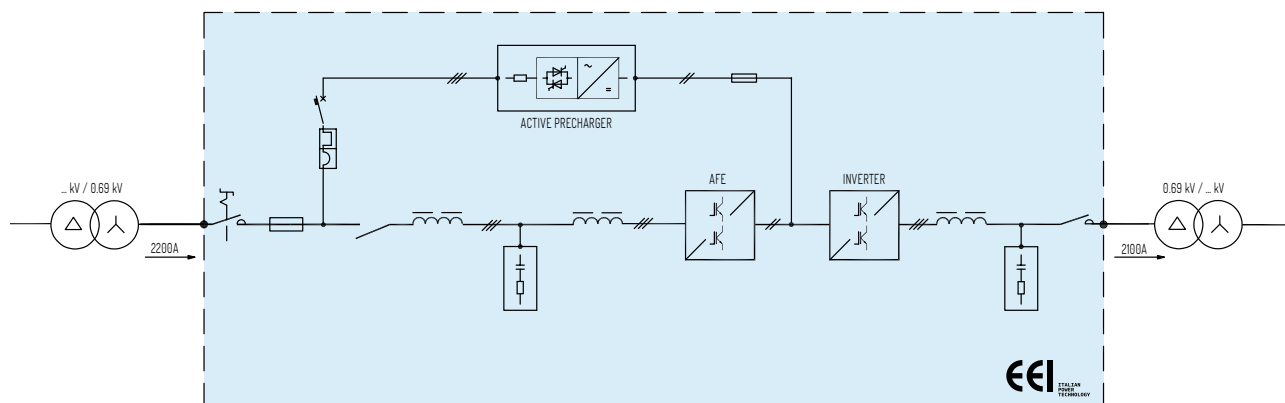 ACTIVE PRECHARGER
... kV / 0.69 kV
2200A
AFE
INVERTER
0.69 kV / ... kV
2100A
EEI
ITALIAN
POWER
TECHNOLOGY